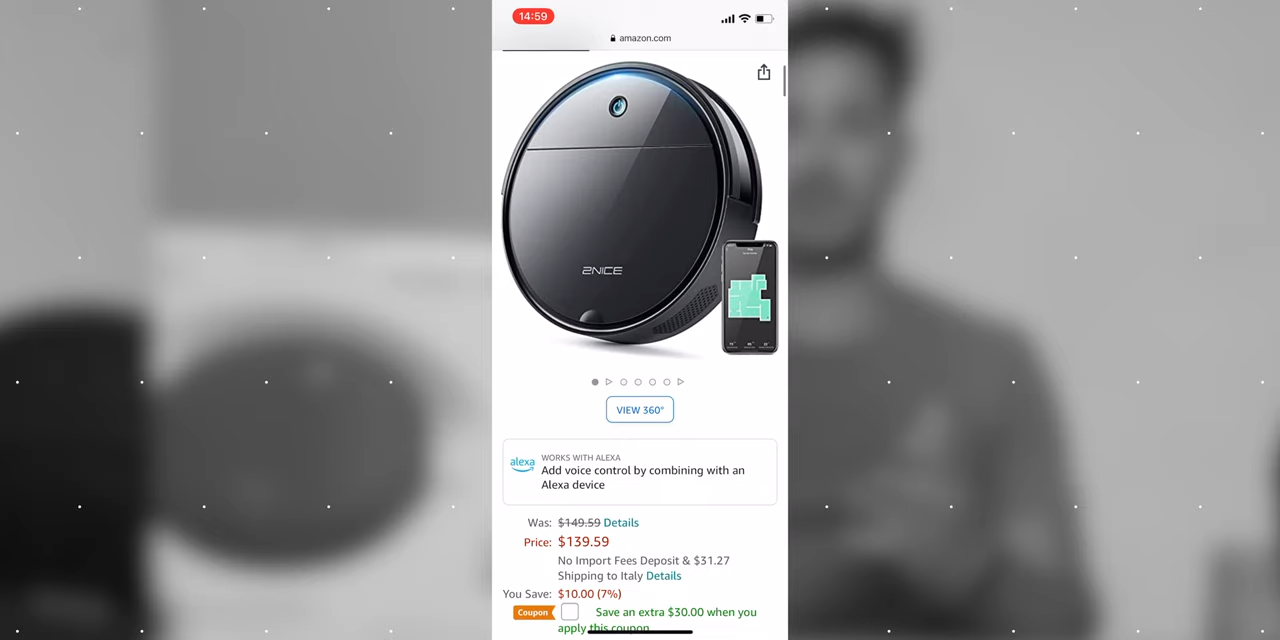 14:59
amazon.com
2NICE
VIEW 360°
alexa
WORKS WITH ALEXA
Add voice control by combining with an
Alexa device
Was: $149.59 Details
Price: $139.59
No Import Fees Deposit & $31.27
Shipping to Italy Details
You Save: $10.00 (7%)
Coupon Save an extra $30.00 when you
apply this coupon